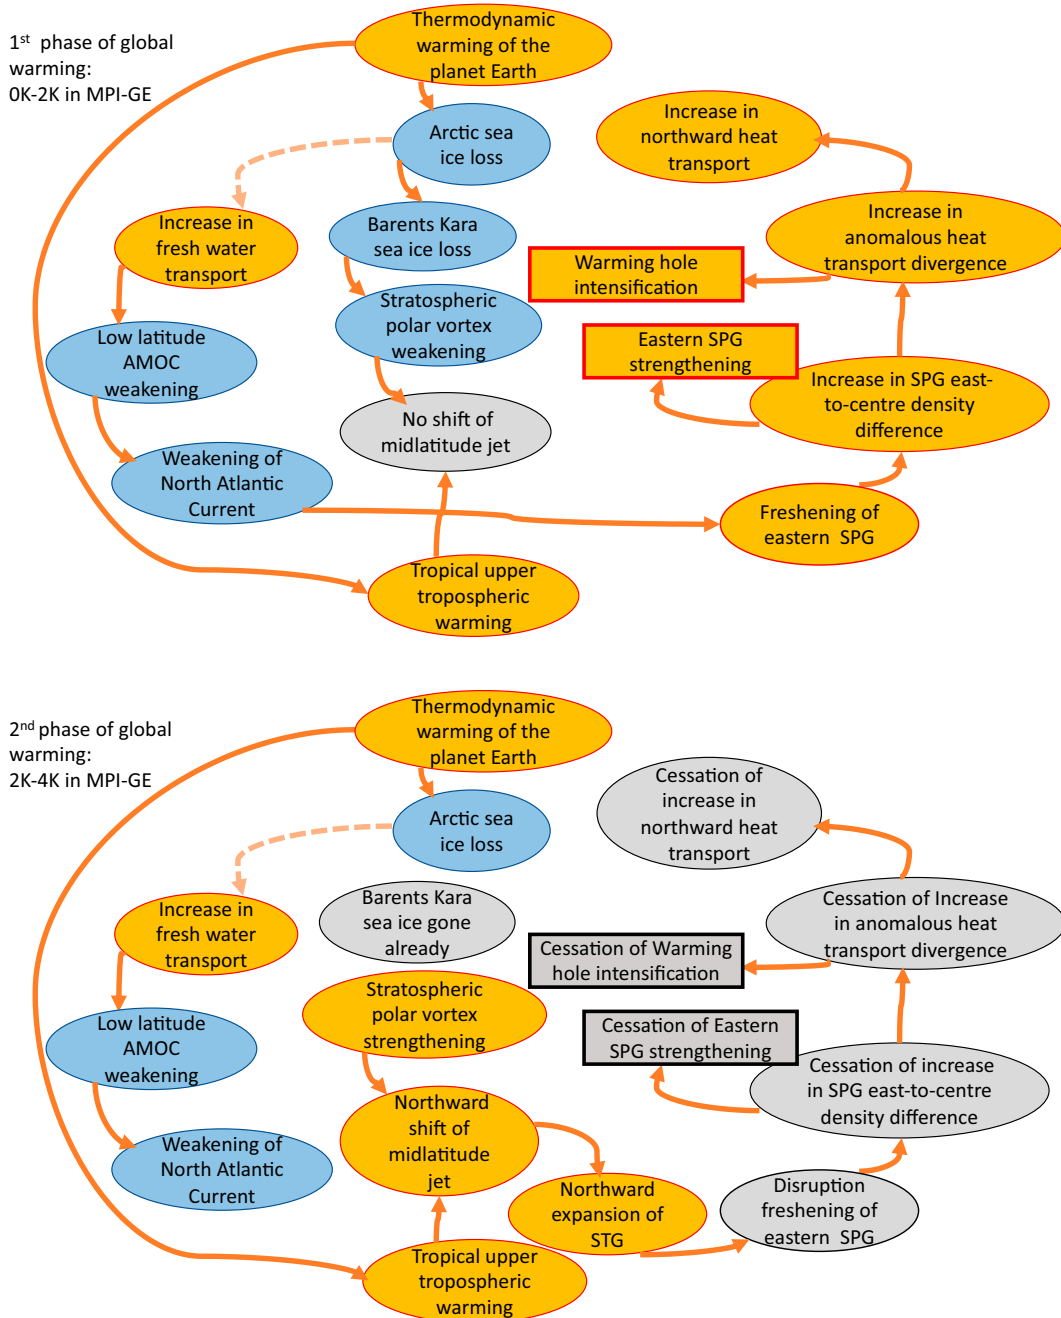 1st phase of global
warming:
0K-2K in MPI-GE
Thermodynamic
warming of the
planet Earth
Arctic sea
ice loss
Increase in
northward heat
transport
Increase in
fresh water
transport
Barents Kara
sea ice loss
Increase in
anomalous heat
transport divergence
Warming hole
intensification
Stratospheric
polar vortex
weakening
Low latitude
AMOC
weakening
Eastern SPG
strengthening
Increase in SPG east-
to-centre density
difference
No shift of
midlatitude jet
Weakening of
North Atlantic
Current
Freshening of
eastern SPG
Tropical upper
tropospheric
warming
2nd phase of global
warming:
2K-4K in MPI-GE
Thermodynamic
warming of the
planet Earth
Arctic sea
ice loss
Cessation of
increase in
northward heat
transport
Increase in
fresh water
transport
Barents Kara
sea ice gone
already
Cessation of Increase
in anomalous heat
transport divergence
Cessation of Warming
hole intensification
Stratospheric
polar vortex
strengthening
Low latitude
AMOC
weakening
Cessation of Eastern
SPG strengthening
Cessation of increase
in SPG east-to-centre
density difference
Northward
shift of
midlatitude
jet
Weakening of
North Atlantic
Current
Northward
expansion of
STG
Disruption
freshening of
eastern SPG
Tropical upper
tropospheric
warming